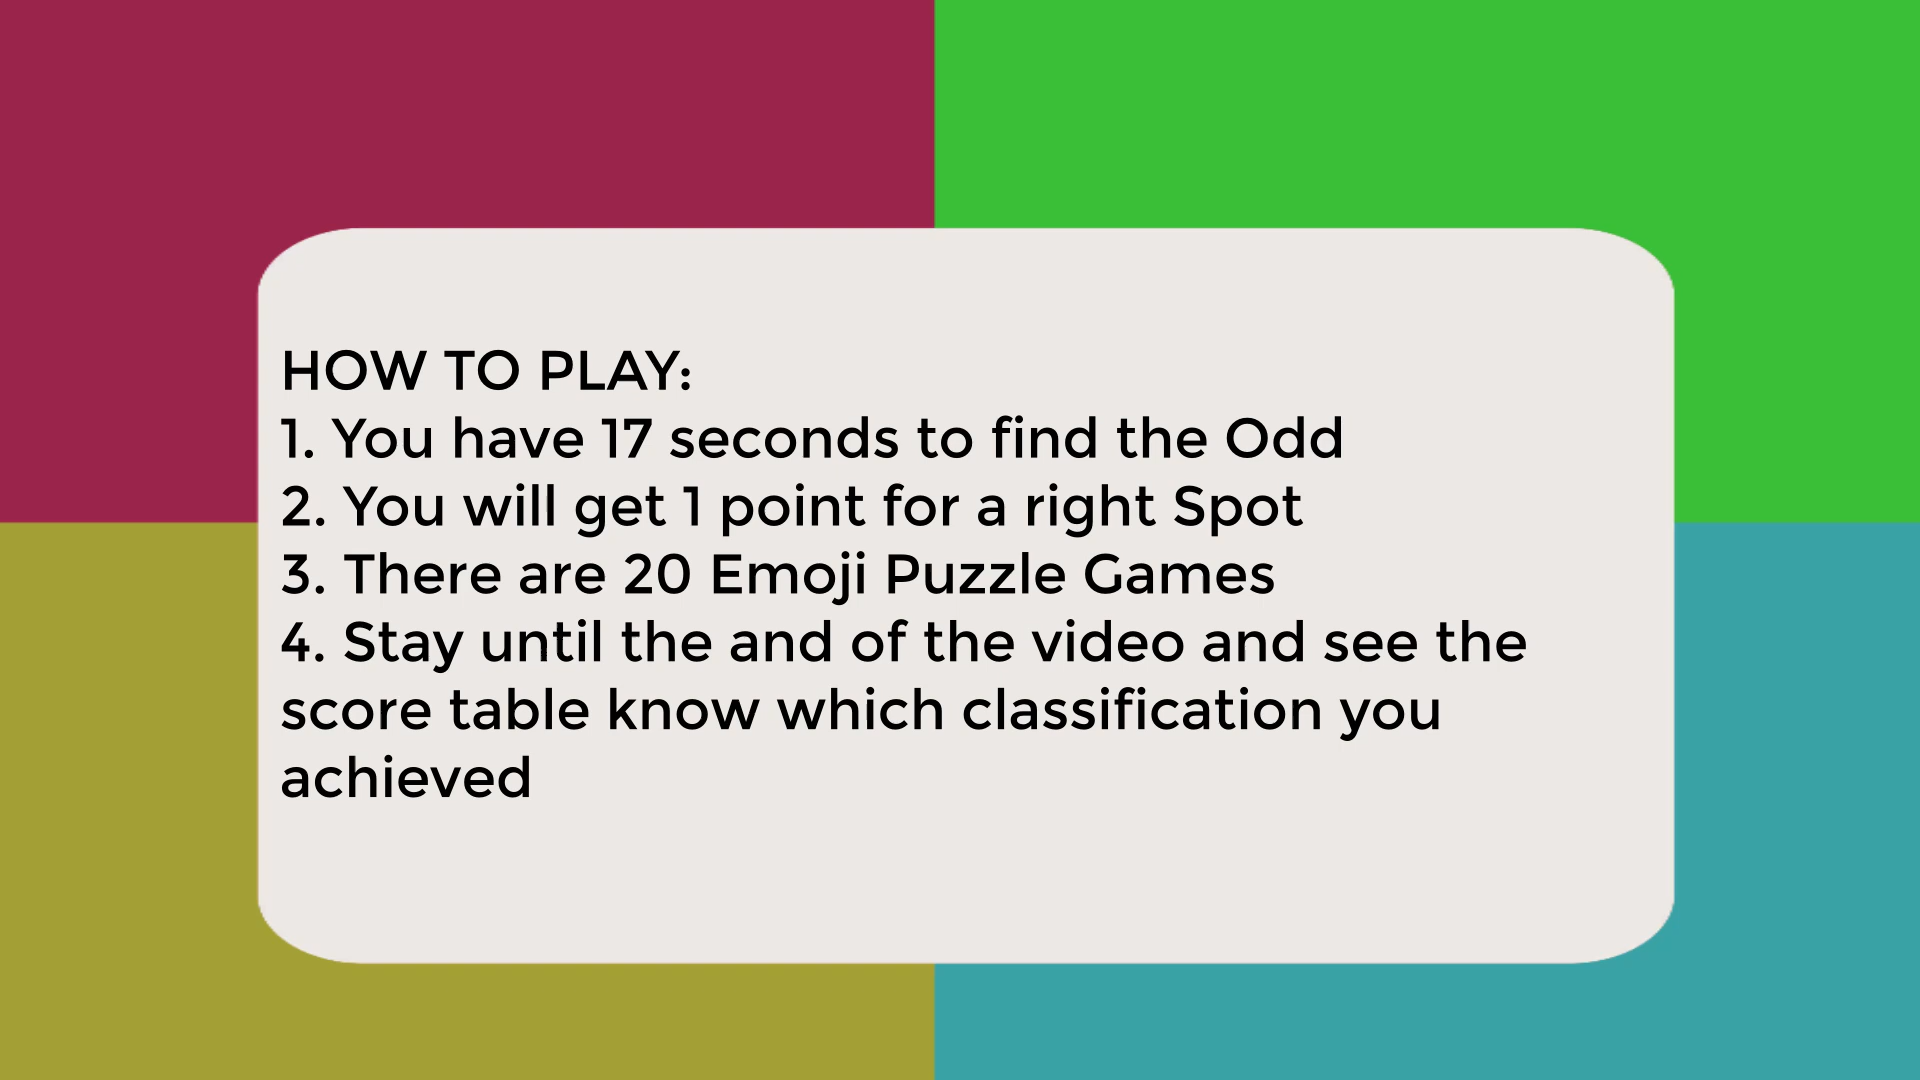 HOW TO PLAY:
1. You have 17 seconds to find the Odd
2. You will get 1 point for a right Spot
3. There are 20 Emoji Puzzle Games
4. Stay until the and of the video and see the
score table know which classification you
achieved